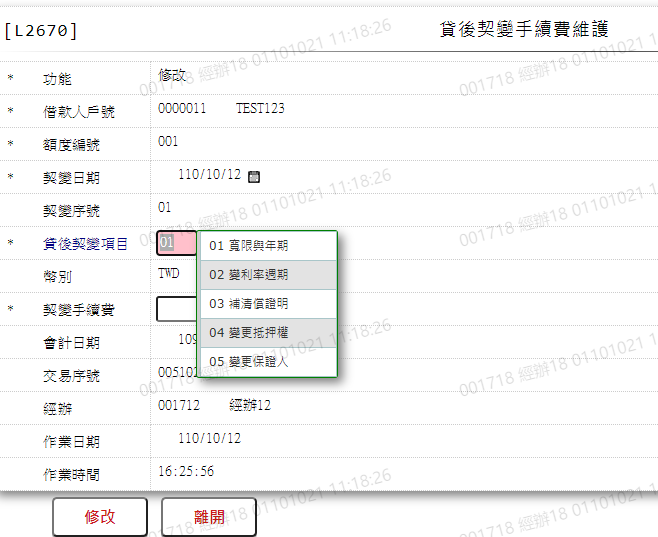 [L2670] 貸後契變手續費維護
* 功能 修改
* 借款人戶號 0000011 TEST123
* 額度編號 001
* 契變日期 110/10/12
契變序號 01
* 貸後契變項目 01
01 寬限與年期
02 變利率週期
03 補清償證明
04 變更抵押權
05 變更保證人
幣別 TWD
* 契變手續費
會計日期 109
交易序號 005102
經辦 001712 經辦12
作業日期 110/10/12
作業時間 16:25:56
修改 離開
001718 經辦18 01101021 11:18:26